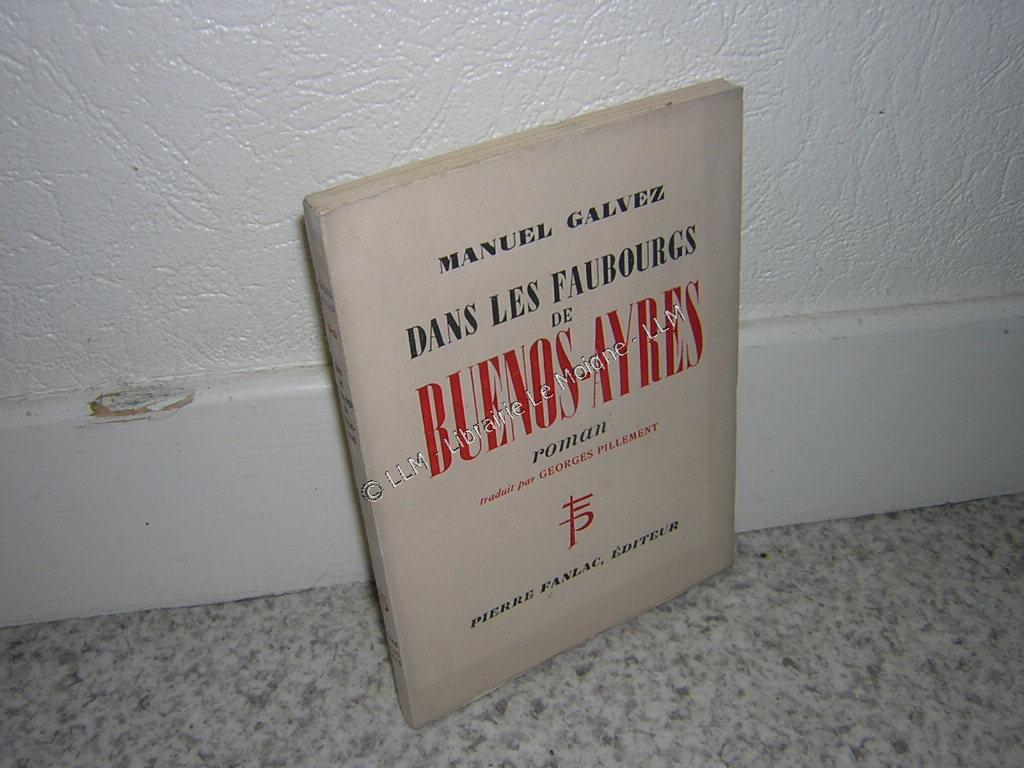 MANUEL GALVEZ
DANS LES FAUBOURGS
DE
BUENOS AYRES
© LLM - Librairie Le Moigne - LLM
roman
traduit par GEORGES PILLEMENT
PIERRE FANLAC, ÉDITEUR